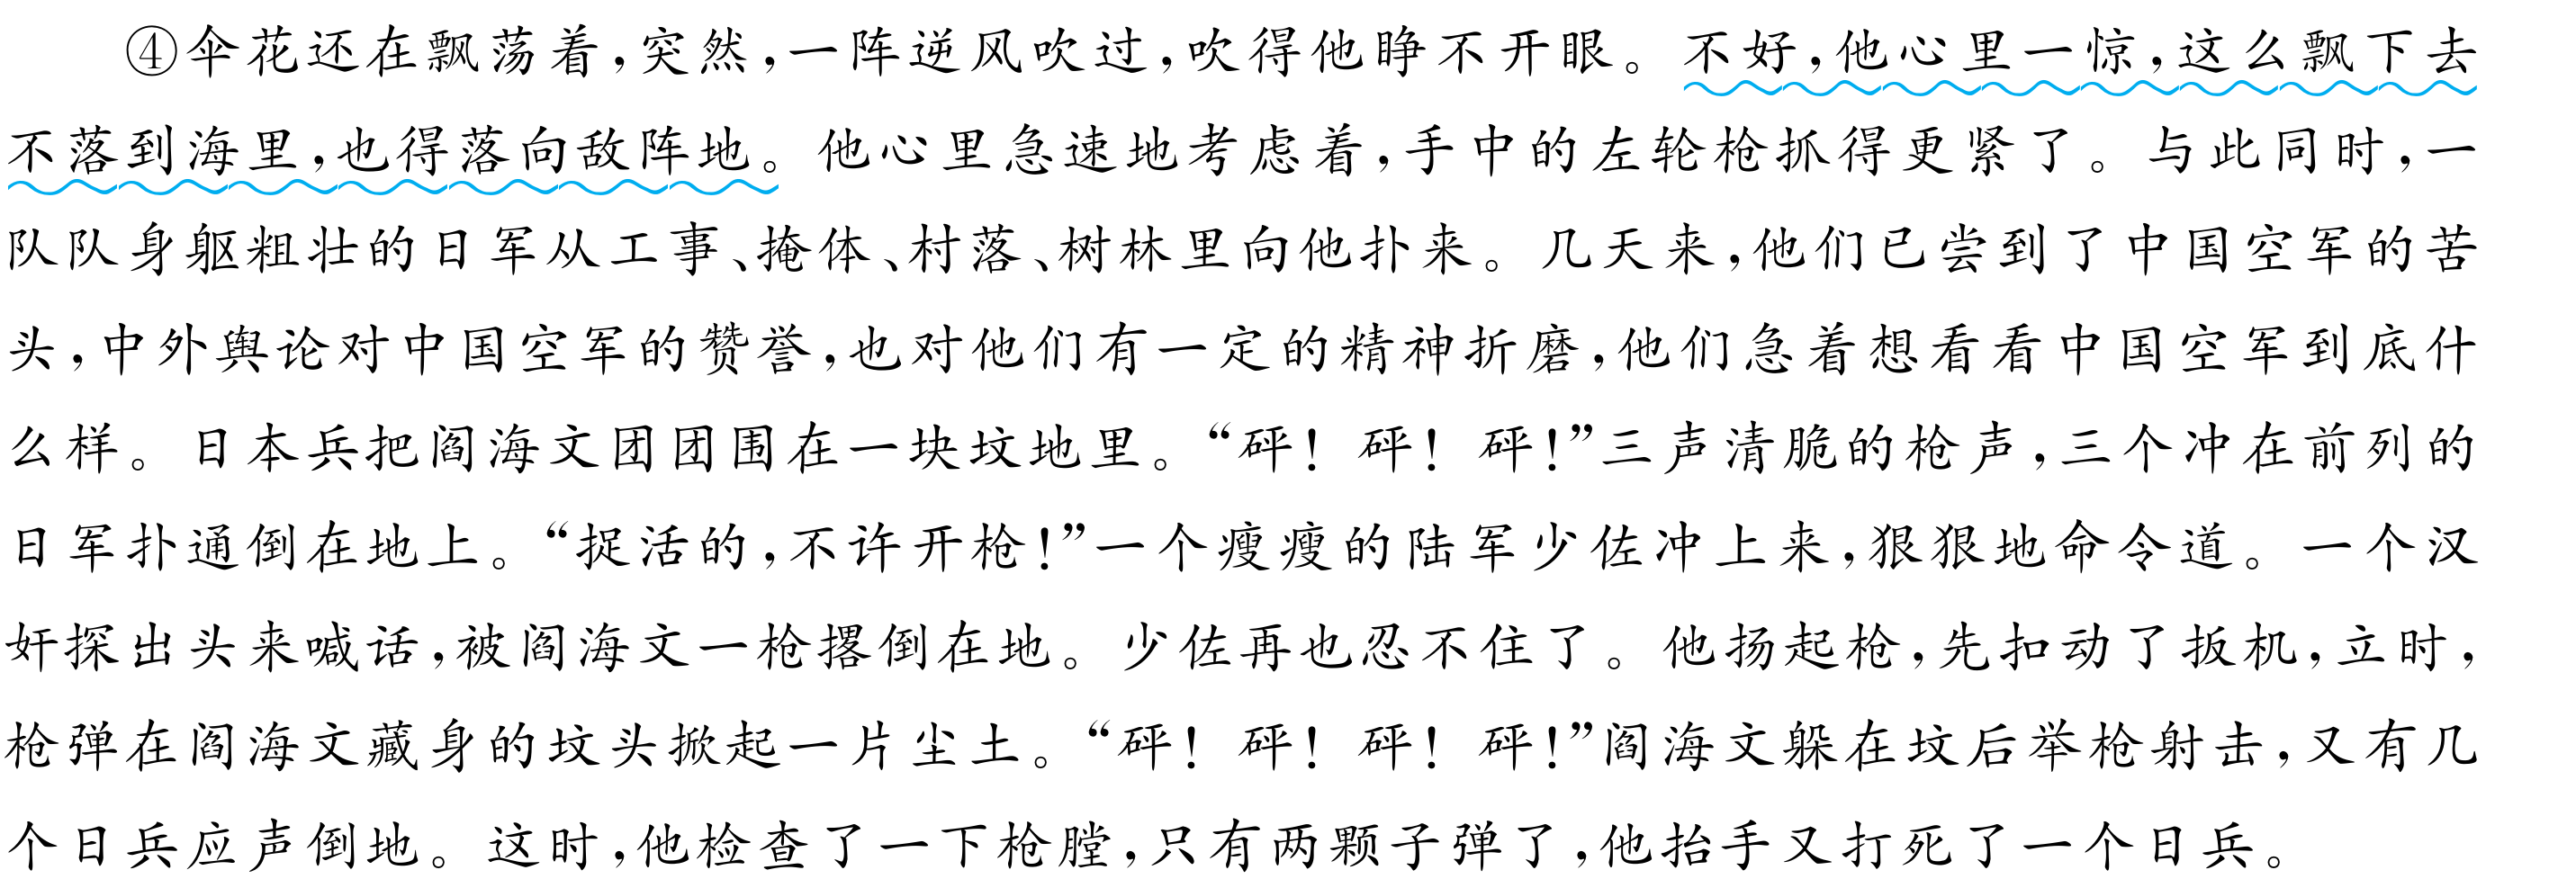 ④伞花还在飘荡着,突然,一阵逆风吹过,吹得他睁不开眼。不好,他心里一惊,这么飘下去
不落到海里,也得落向敌阵地。他心里急速地考虑着,手中的左轮枪抓得更紧了。与此同时,一
队队身躯粗壮的日军从工事、掩体、村落、树林里向他扑来。几天来,他们已尝到了中国空军的苦
头,中外舆论对中国空军的赞誉,也对他们有一定的精神折磨,他们急着想看看中国空军到底什
么样。日本兵把阎海文团团围在一块坟地里。“砰!砰!砰!”三声清脆的枪声,三个冲在前列的
日军扑通倒在地上。“捉活的,不许开枪!”一个瘦瘦的陆军少佐冲上来,狠狠地命令道。一个汉
奸探出头来喊话,被阎海文一枪撂倒在地。少佐再也忍不住了。他扬起枪,先扣动了扳机,立时,
枪弹在阎海文藏身的坟头掀起一片尘土。“砰!砰!砰!砰!”阎海文躲在坟后举枪射击,又有几
个日兵应声倒地。这时,他检查了一下枪膛,只有两颗子弹了,他抬手又打死了一个日兵。